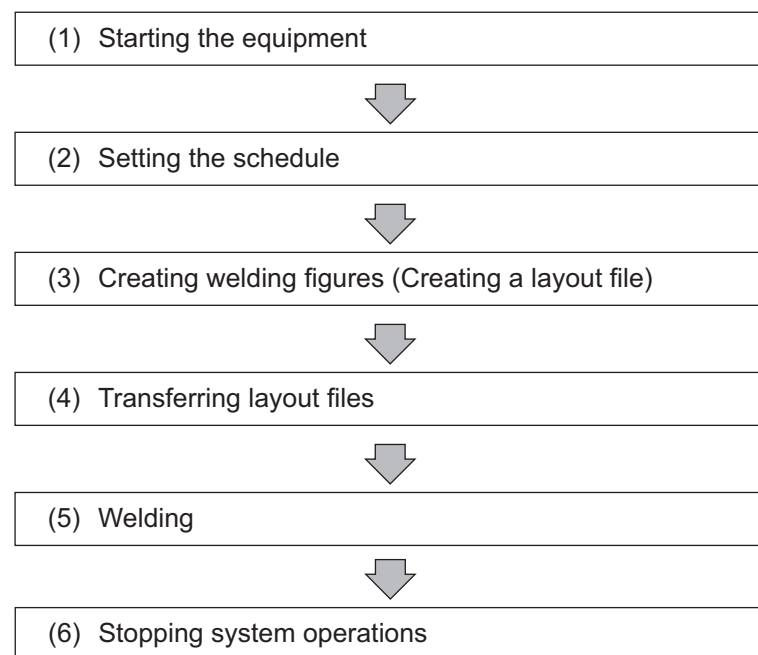 (1) Starting the equipment
(2) Setting the schedule
(3) Creating welding figures (Creating a layout file)
(4) Transferring layout files
(5) Welding
(6) Stopping system operations